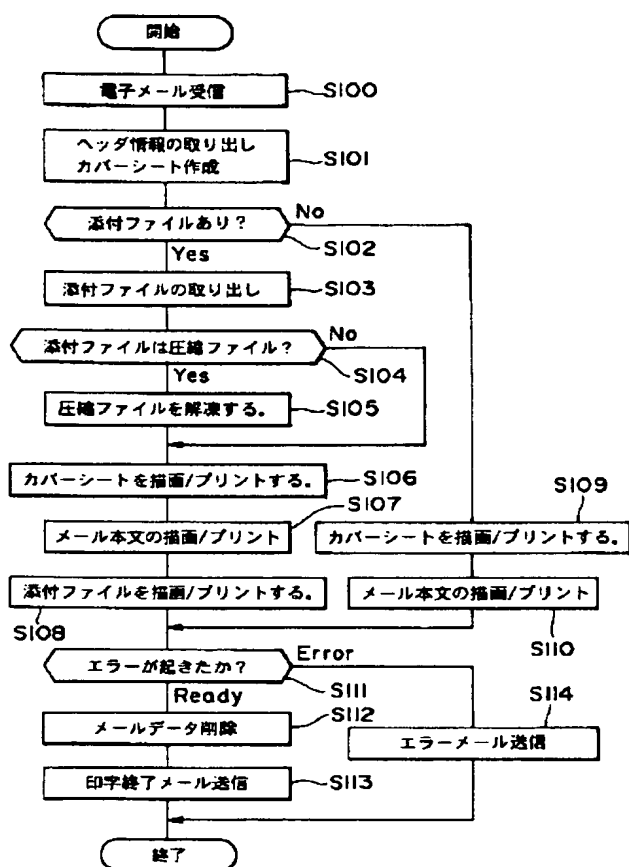 開始
電子メール受信
S100
ヘッダ情報の取り出し
カバーシート作成
S101
添付ファイルあり?
No
S102
Yes
添付ファイルの取り出し
S103
添付ファイルは圧縮ファイル?
No
S104
Yes
圧縮ファイルを解凍する。
S105
カバーシートを描画/プリントする。
S106
メール本文の描画/プリント
S107
添付ファイルを描画/プリントする。
S108
カバーシートを描画/プリントする。
S109
メール本文の描画/プリント
S110
エラーが起きたか?
Error
S111
Ready
メールデータ削除
S112
エラーメール送信
S114
印字終了メール送信
S113
終了